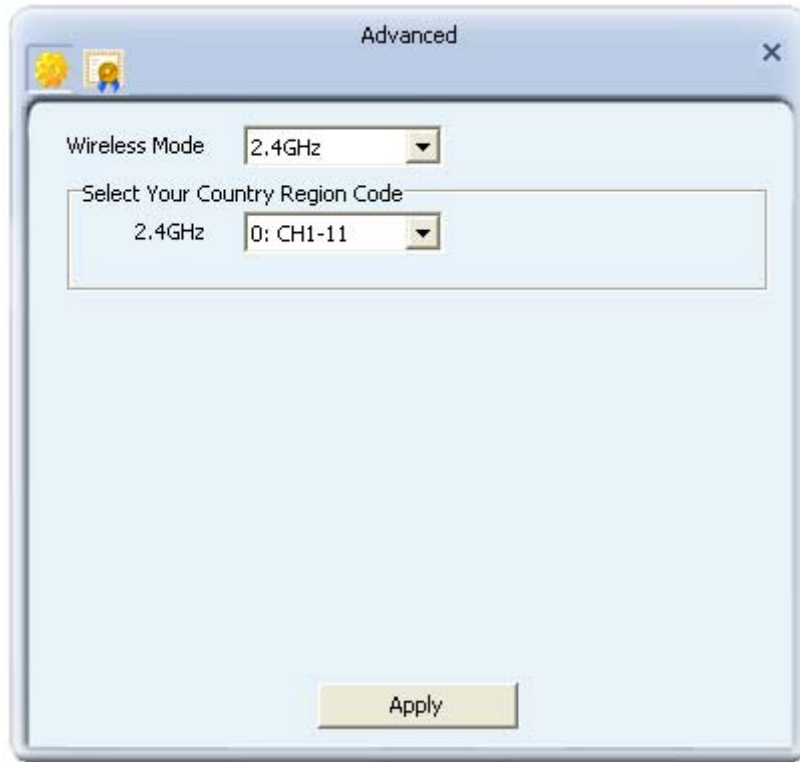 Advanced
Wireless Mode 2.4GHz
Select Your Country Region Code
2.4GHz 0: CH1-11
Apply